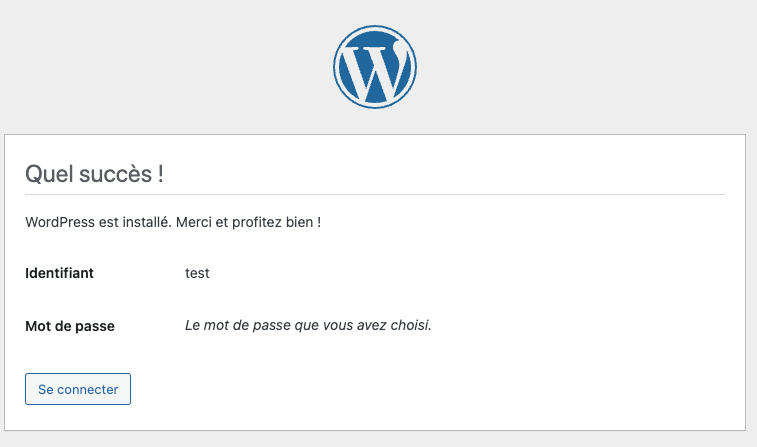 Quel succès !
WordPress est installé. Merci et profitez bien !
Identifiant test
Mot de passe Le mot de passe que vous avez choisi.
Se connecter